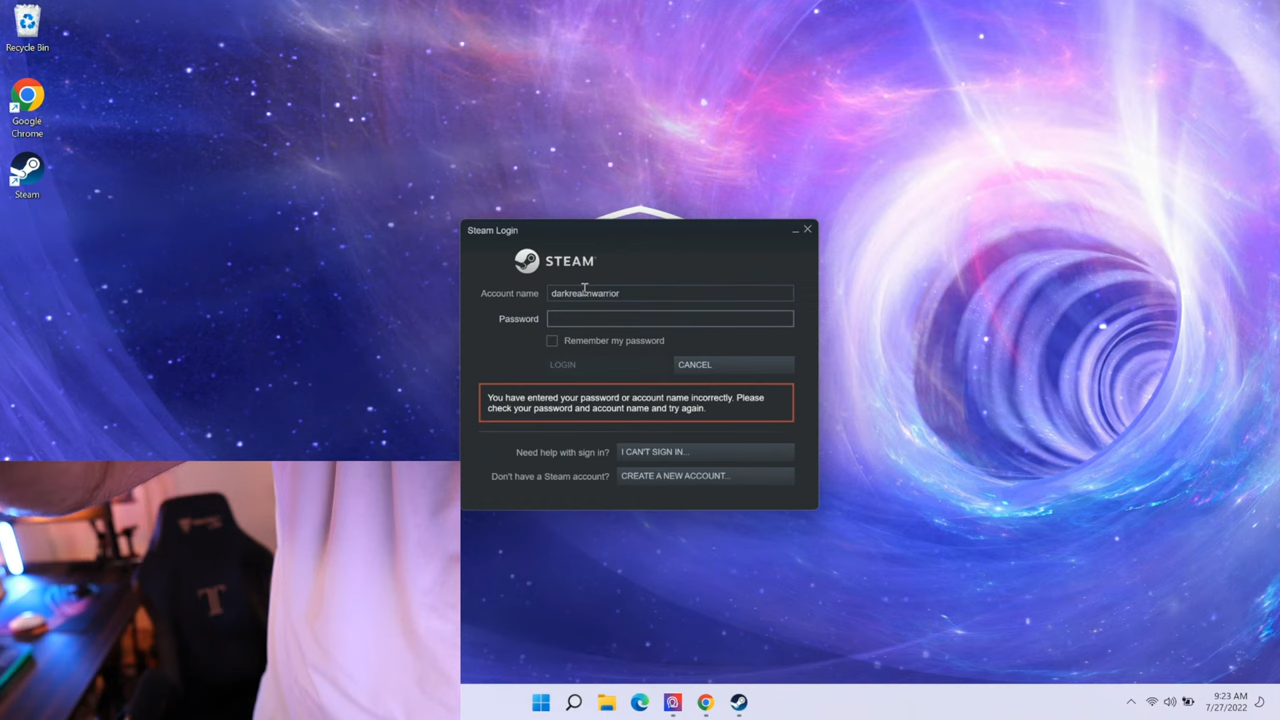 Recycle Bin
Google
Chrome
Steam
Steam Login
STEAM
Account name
darkrealmwarrior
Password
Remember my password
LOGIN
CANCEL
You have entered your password or account name incorrectly. Please
check your password and account name and try again.
Need help with sign in?
I CAN'T SIGN IN...
Don't have a Steam account?
CREATE A NEW ACCOUNT...
T
9:23 AM
7/27/2022